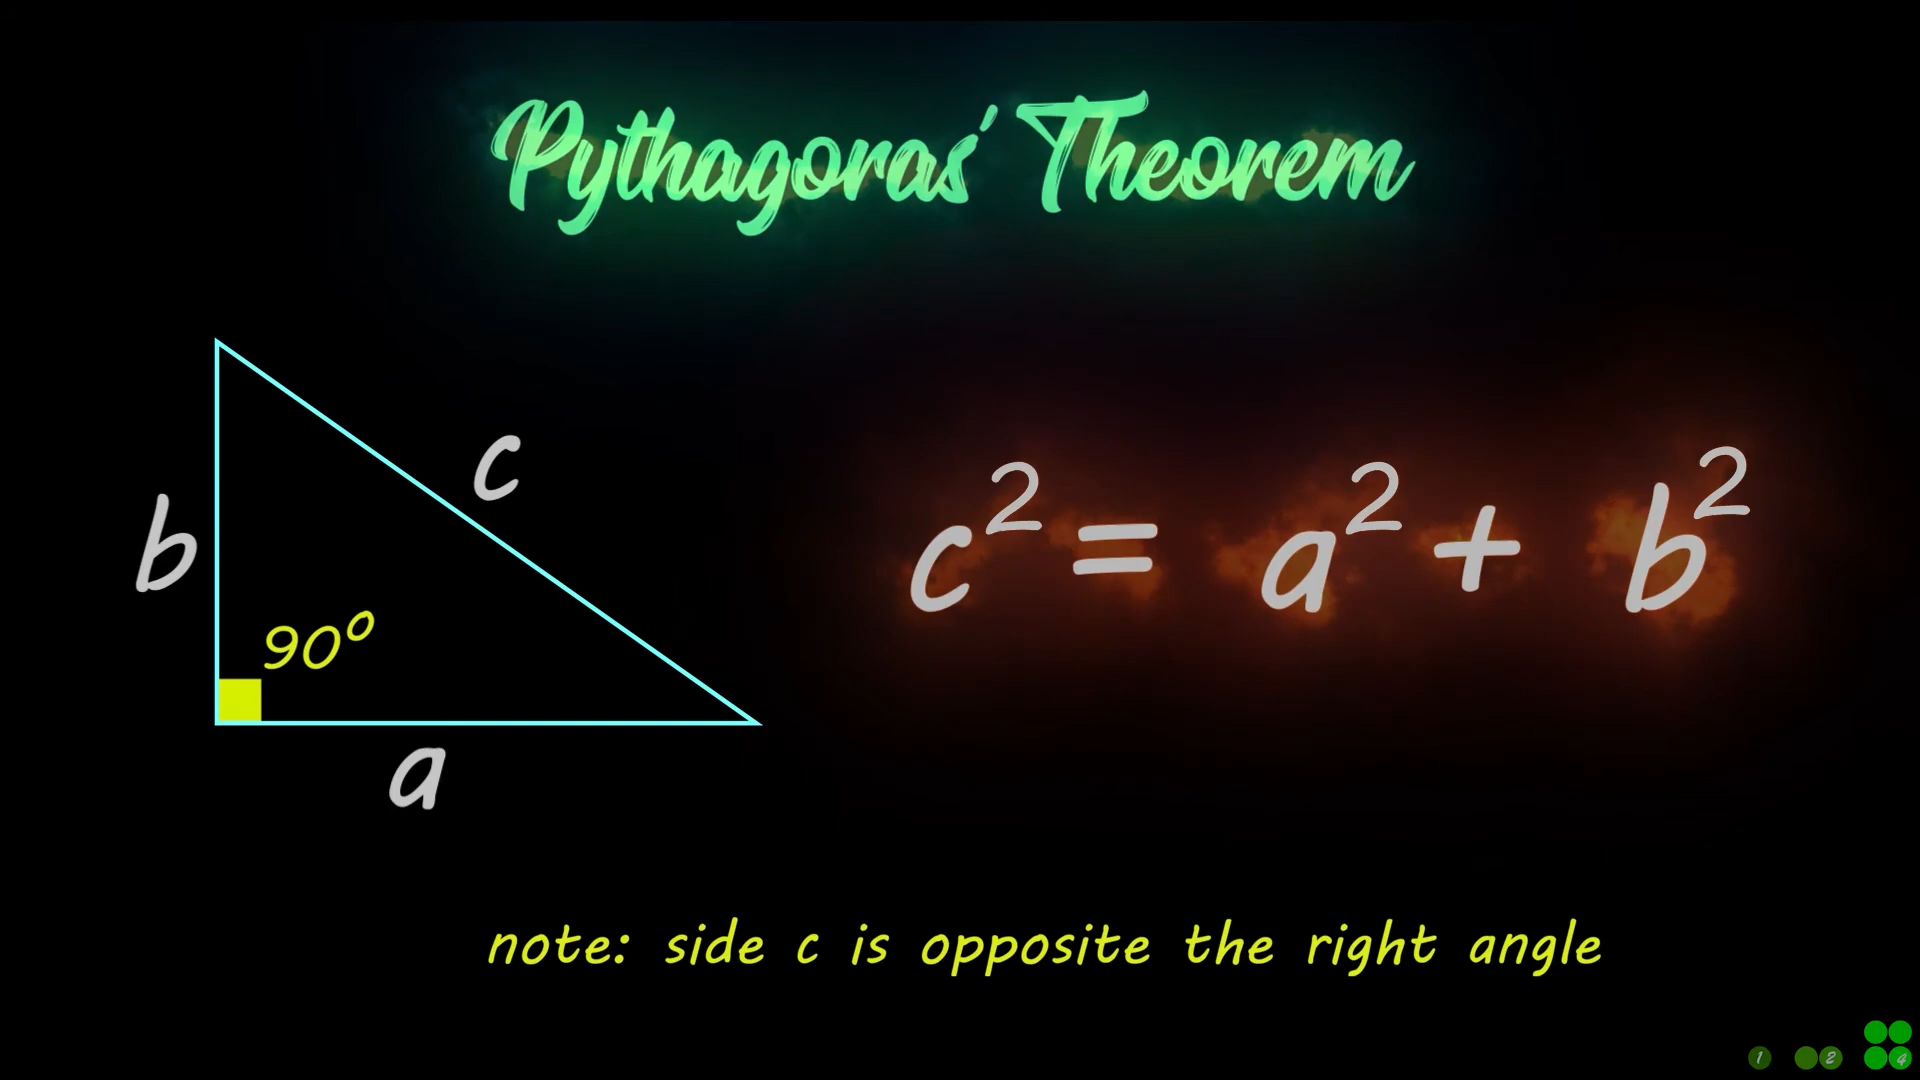 Pythagoras' Theorem
c
b
90°
a
c² = a² + b²
note: side c is opposite the right angle
1 2 4